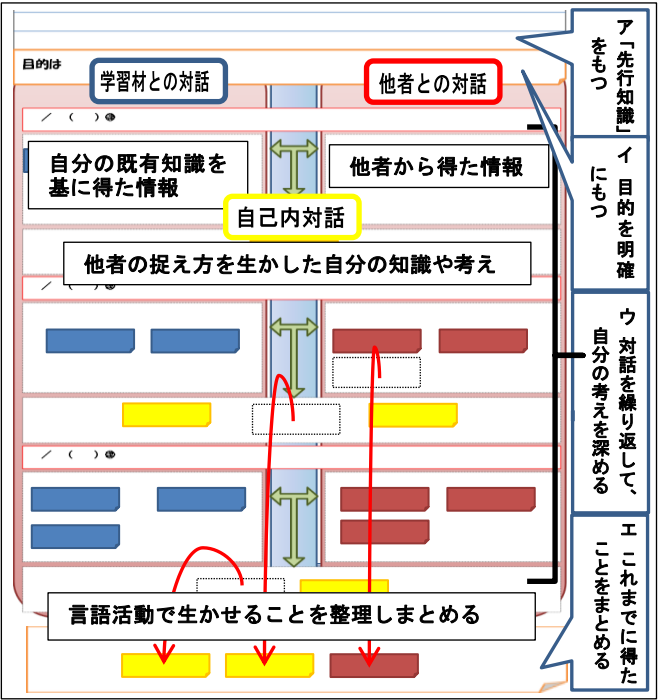 目的は
学習材との対話
他者との対話
/ ( )
自分の既有知識を
基に得た情報
他者から得た情報
自己内対話
他者の捉え方を生かした自分の知識や考え
/ (
/ ( )
言語活動で生かせることを整理しまとめる
ア「先行知識」
をもつ
イ 目的を明確
にもつ
ウ 対話を繰り返して、
自分の考えを深める
エ これまでに得た
ことをまとめる